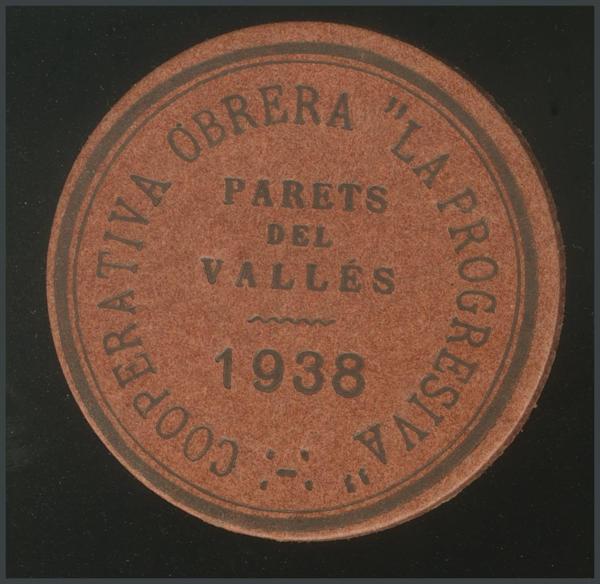 COOPERATIVA OBRERA "LA PROGRESIVA"
PARETS
DEL
VALLÉS
1938